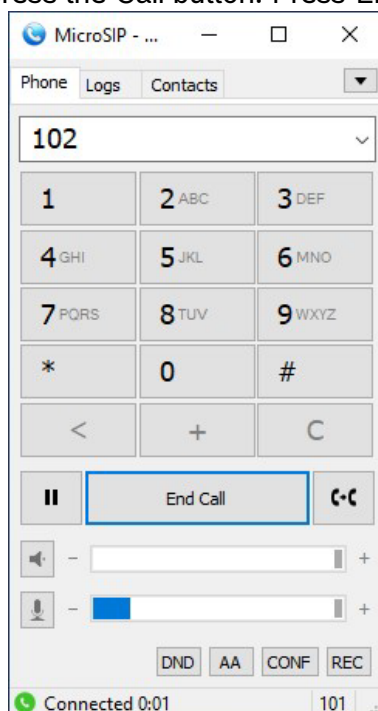 ress the Call button. Press E
MicroSIP - ...
Phone Logs Contacts
102
1 2 ABC 3 DEF
4 GHI 5 JKL 6 MNO
7 PQRS 8 TUV 9 WXYZ
* 0 #
< + C
End Call
- +
- +
DND AA CONF REC
Connected 0:01 101